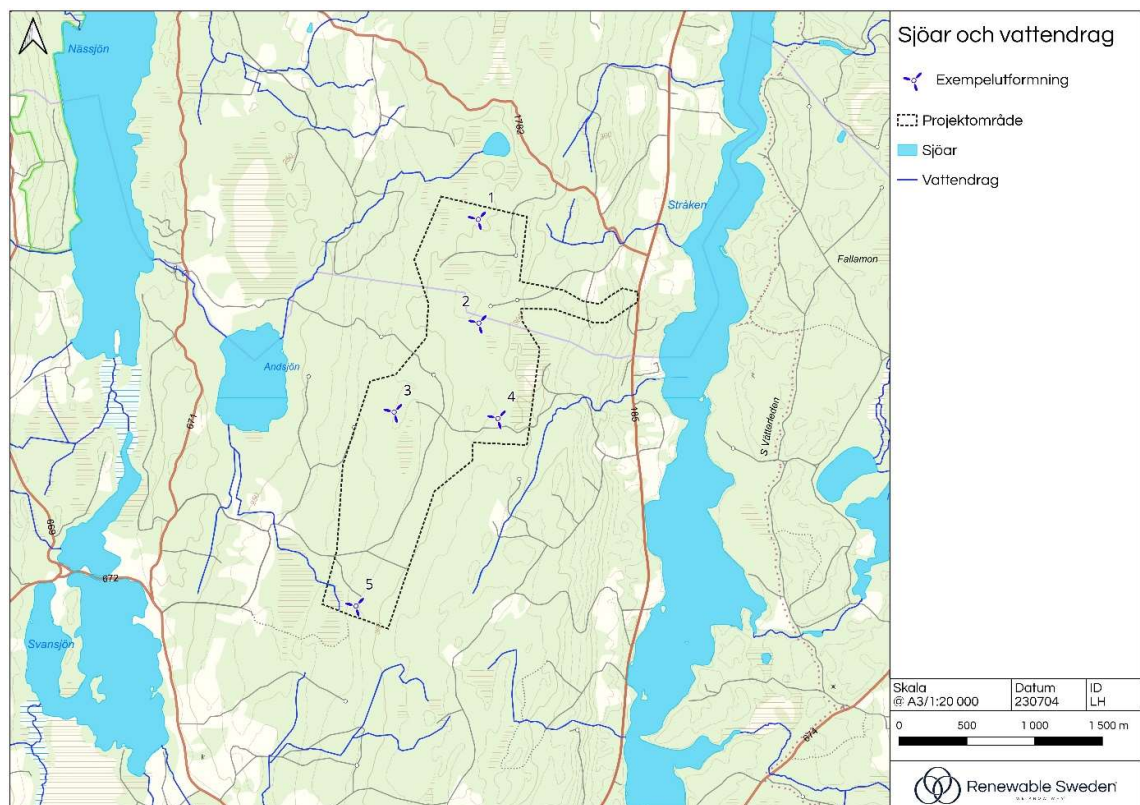 Sjöar och vattendrag
Exempelutformning
Projektområde
Sjöar
Vattendrag
Nässjön
1782
Stråken
Fallamon
1
2
Andsjön
3
4
671
185
S Vätterleden
669
672
5
Svansjön
674
Skala
@ A3/1:20 000
Datum
230704
ID
LH
0 500 1 000 1 500 m
Renewable Sweden